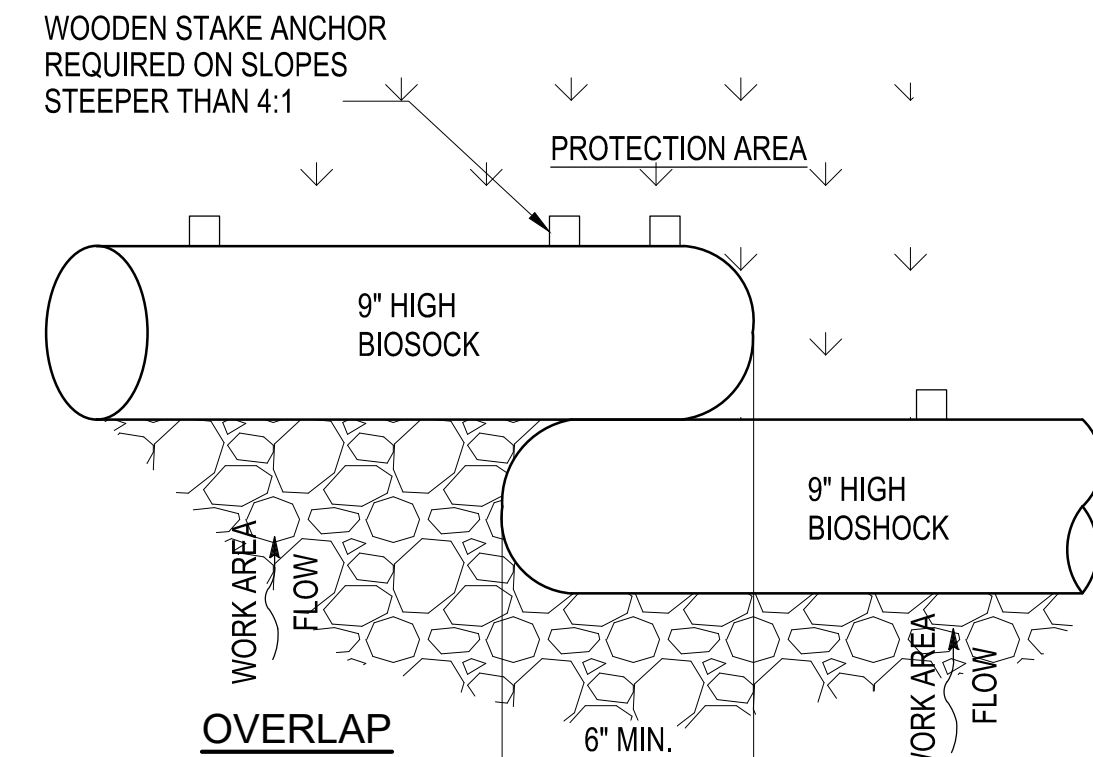 WOODEN STAKE ANCHOR
REQUIRED ON SLOPES
STEEPER THAN 4:1
PROTECTION AREA
9" HIGH
BIOSOCK
9" HIGH
BIOSHOCK
WORK AREA
FLOW
WORK AREA
FLOW
OVERLAP
6" MIN.